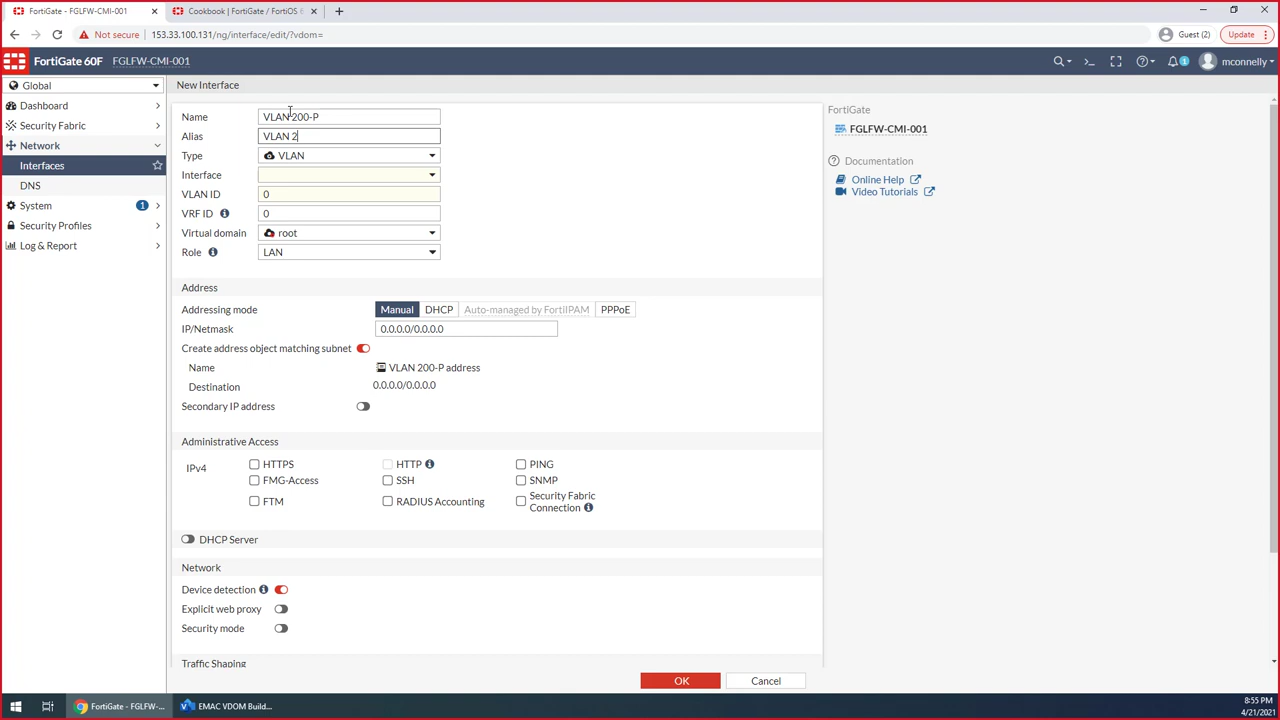 FortiGate - FGLFW-CMI-001
Cookbook | FortiGate / FortiOS 6
Not secure 153.33.100.131/ng/interface/edit/?vdom= Guest (2) Update
FortiGate 60F FGLFW-CMI-001 1 mconnelly
Global
Dashboard
Security Fabric
Network
Interfaces
DNS
System 1
Security Profiles
Log & Report
New Interface
Name VLAN 200-P
Alias VLAN 2
Type VLAN
Interface
VLAN ID 0
VRF ID 0
Virtual domain root
Role LAN
Address
Addressing mode Manual DHCP Auto-managed by FortiIPAM PPPoE
IP/Netmask 0.0.0.0/0.0.0.0
Create address object matching subnet
Name VLAN 200-P address
Destination 0.0.0.0/0.0.0.0
Secondary IP address
Administrative Access
IPv4
HTTPS HTTP PING
FMG-Access SSH SNMP
FTM RADIUS Accounting Security Fabric
Connection
DHCP Server
Network
Device detection
Explicit web proxy
Security mode
Traffic Shaping
OK Cancel
FortiGate
FGLFW-CMI-001
Documentation
Online Help
Video Tutorials
FortiGate - FGLFW-... EMAC VDOM Build...
8:55 PM
4/21/2021